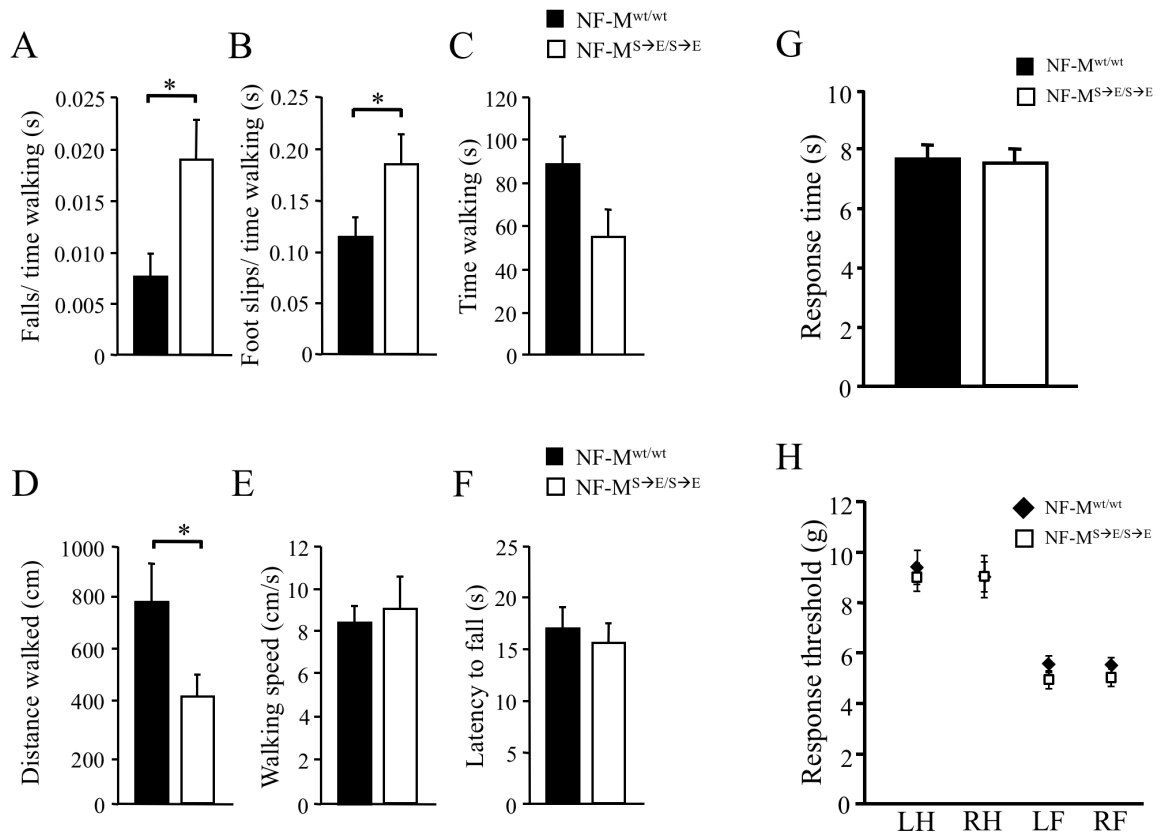 NF-M^wt/wt
NF-M^S→E/S→E
A
B
C
Falls/ time walking (s)
0.025
0.020
0.015
0.010
0.005
0
*
Foot slips/ time walking (s)
0.25
0.20
0.15
0.10
0.05
0
*
Time walking (s)
120
100
80
60
40
20
0
G
NF-M^wt/wt
NF-M^S→E/S→E
Response time (s)
10
8
6
4
2
0
NF-M^wt/wt
NF-M^S→E/S→E
D
E
F
Distance walked (cm)
1000
800
600
400
200
0
*
Walking speed (cm/s)
12
10
8
6
4
2
0
Latency to fall (s)
25
20
15
10
5
0
H
NF-M^wt/wt
NF-M^S→E/S→E
Response threshold (g)
12
10
8
6
4
2
0
LH RH LF RF